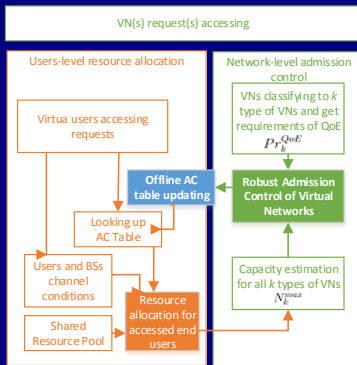 VN(s) request(s) accessing
Users-level resource allocation
Network-level admission
control
Virtua users accessing
requests
VNs classifying to k
type of VNs and get
requirements of QoE
Pr_k^{QoE}
Offline AC
table updating
Robust Admission
Control of Virtual
Networks
Looking up
AC Table
Users and BSs
channel
conditions
Resource
allocation for
accessed end
users
Capacity estimation
for all k types of VNs
N_k^{max}
Shared
Resource Pool